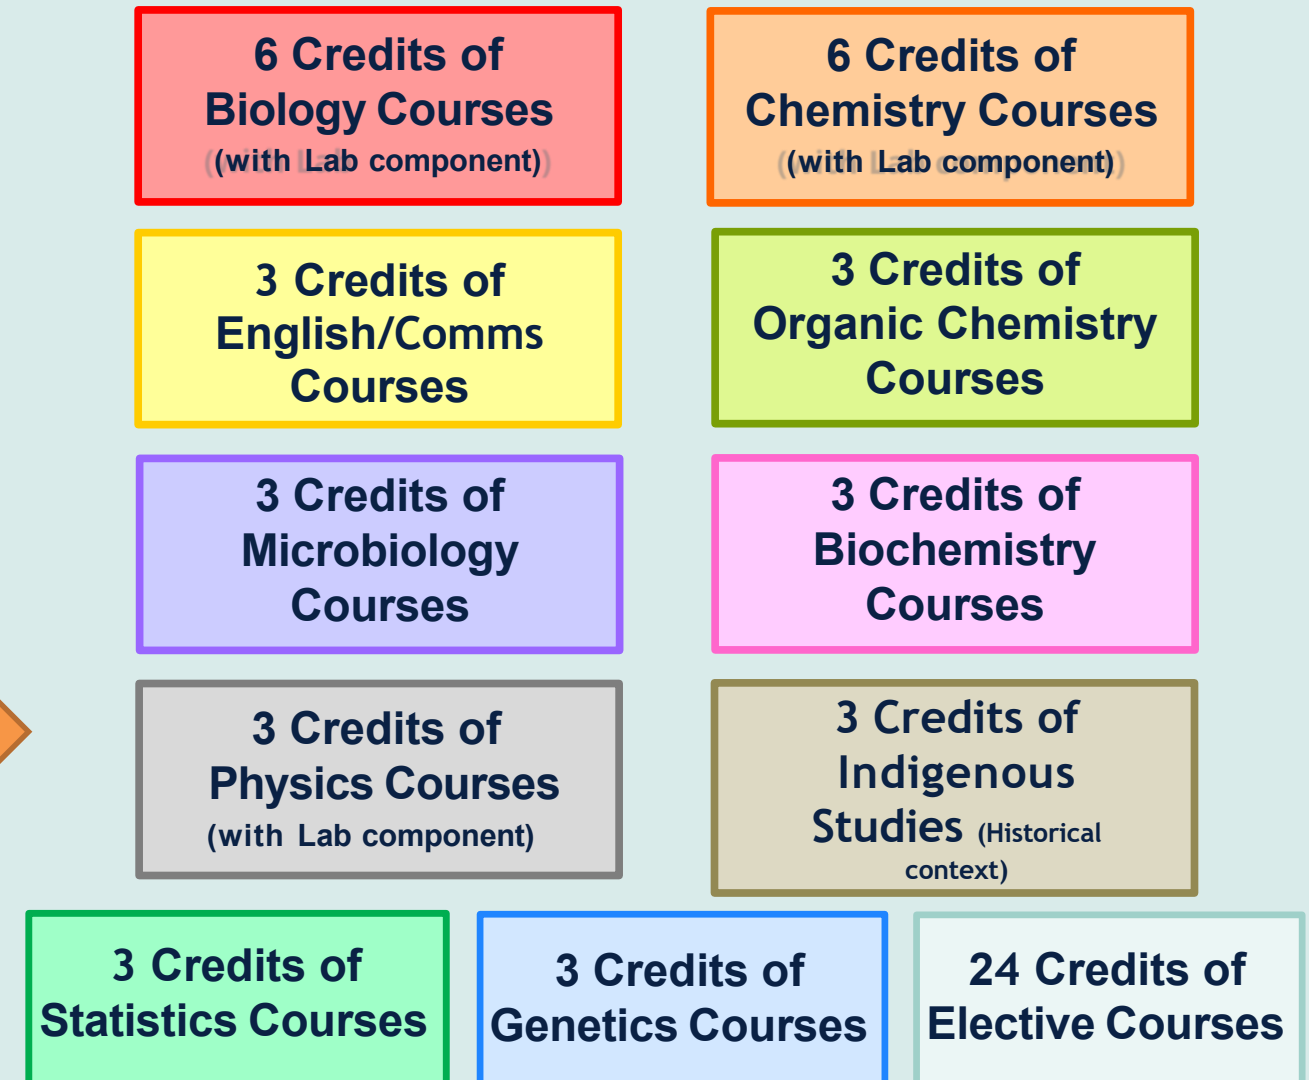 6 Credits of
Biology Courses
(with Lab component)
6 Credits of
Chemistry Courses
(with Lab component)
3 Credits of
English/Comms
Courses
3 Credits of
Organic Chemistry
Courses
3 Credits of
Microbiology
Courses
3 Credits of
Biochemistry
Courses
3 Credits of
Physics Courses
(with Lab component)
3 Credits of
Indigenous
Studies (Historical
context)
3 Credits of
Statistics Courses
3 Credits of
Genetics Courses
24 Credits of
Elective Courses